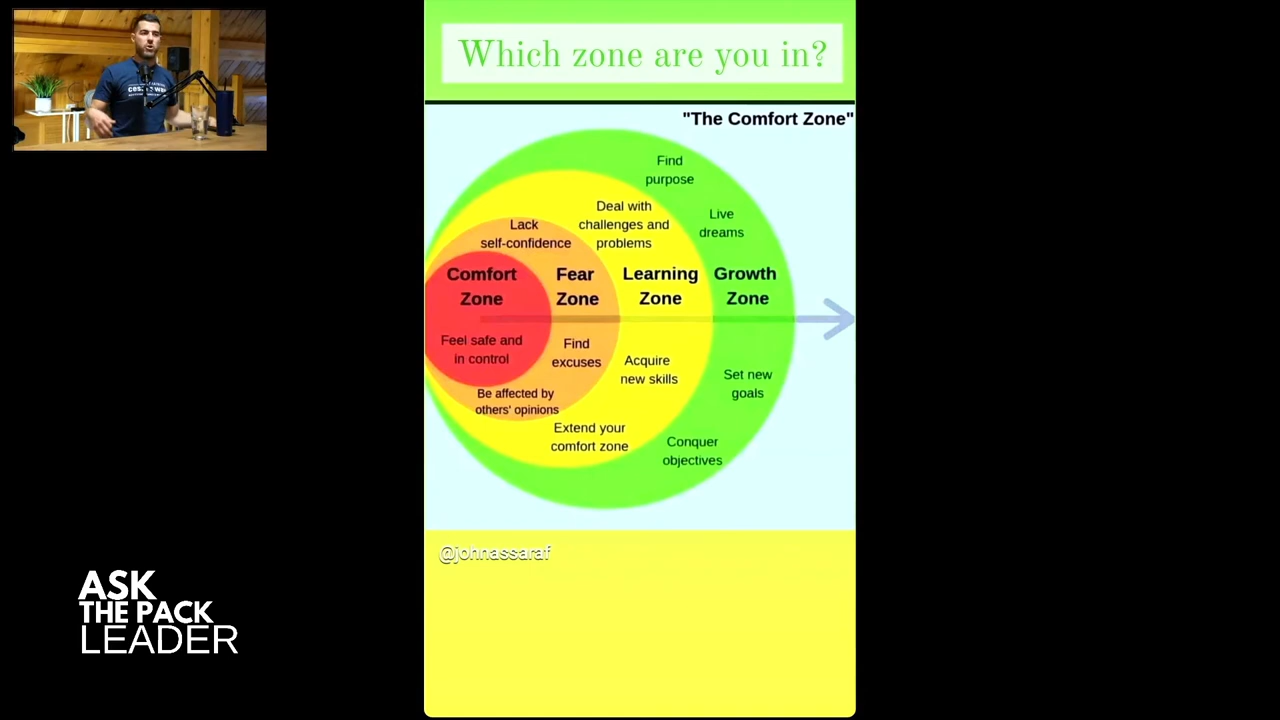 Which zone are you in?
"The Comfort Zone"
Find
purpose
Live
dreams
Deal with
challenges and
problems
Lack
self-confidence
Comfort
Zone
Fear
Zone
Learning
Zone
Growth
Zone
Feel safe and
in control
Find
excuses
Acquire
new skills
Set new
goals
Be affected by
others' opinions
Extend your
comfort zone
Conquer
objectives
@johnassaraf
ASK
THE PACK
LEADER